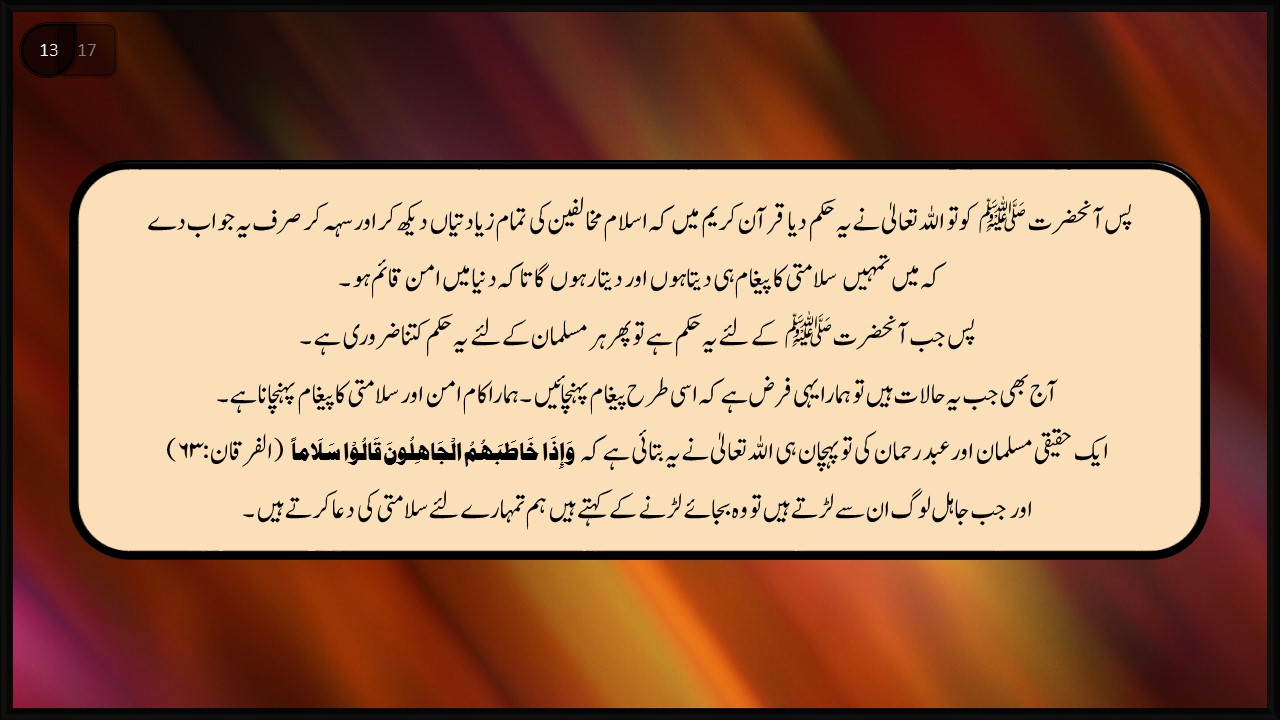 13 17
پس آنحضرت ﷺ کو تو اللہ تعالیٰ نے یہ حکم دیا قرآن کریم میں کہ اسلام مخالفین کی تمام زیادتیاں دیکھ کر اور سہہ کر صرف یہ جواب دے
کہ میں تمہیں سلامتی کا پیغام ہی دیتا ہوں اور دیتا رہوں گا تا کہ دنیا میں امن قائم ہو۔
پس جب آنحضرت ﷺ کے لئے یہ حکم ہے تو پھر ہر مسلمان کے لئے یہ حکم کتنا ضروری ہے۔
آج بھی جب یہ حالات ہیں تو ہمارا یہی فرض ہے کہ اسی طرح پیغام پہنچائیں۔ ہمارا کام امن اور سلامتی کا پیغام پہنچانا ہے۔
ایک حقیقی مسلمان اور عبد رحمان کی تو پہچان ہی اللہ تعالیٰ نے یہ بتائی ہے کہ وَإِذَا خَاطَبَهُمُ الْجَاهِلُونَ قَالُوْا سَلَاماً (الفرقان:۶۳)
اور جب جاہل لوگ ان سے لڑتے ہیں تو وہ بجائے لڑنے کے کہتے ہیں ہم تمہارے لئے سلامتی کی دعا کرتے ہیں۔